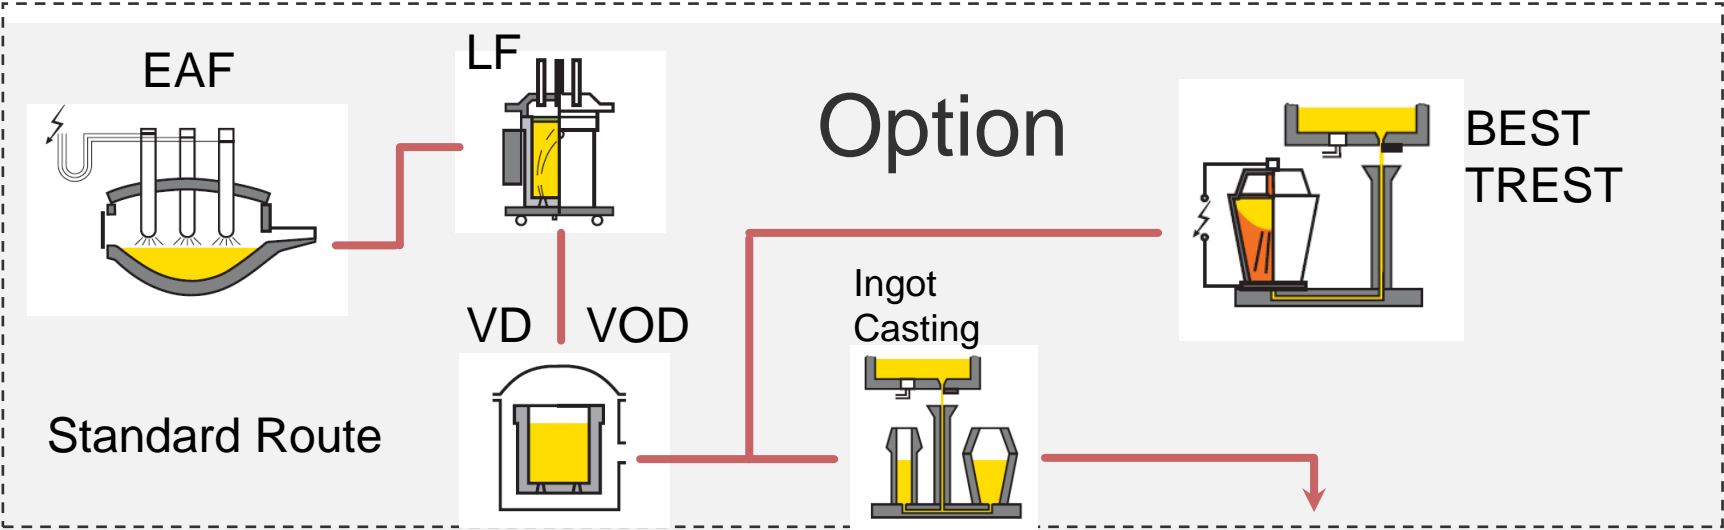 EAF
LF
Option
BEST
TREST
Ingot
Casting
VD VOD
Standard Route